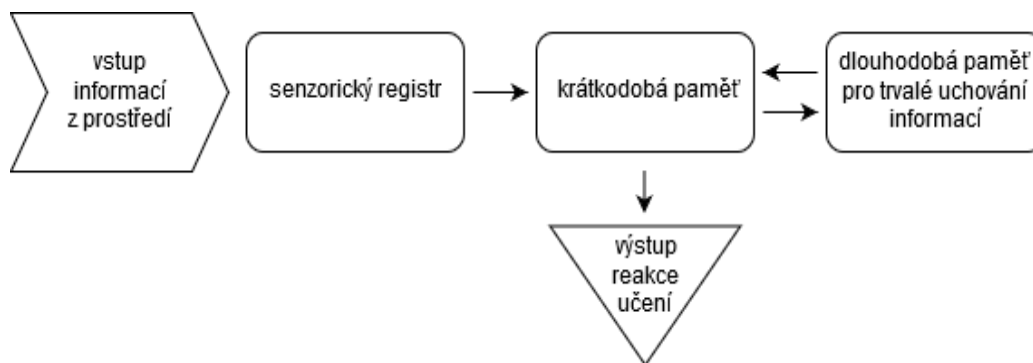 vstup
informací
z prostředí
senzorický registr
krátkodobá paměť
dlouhodobá paměť
pro trvalé uchování
informací
výstup
reakce
učení